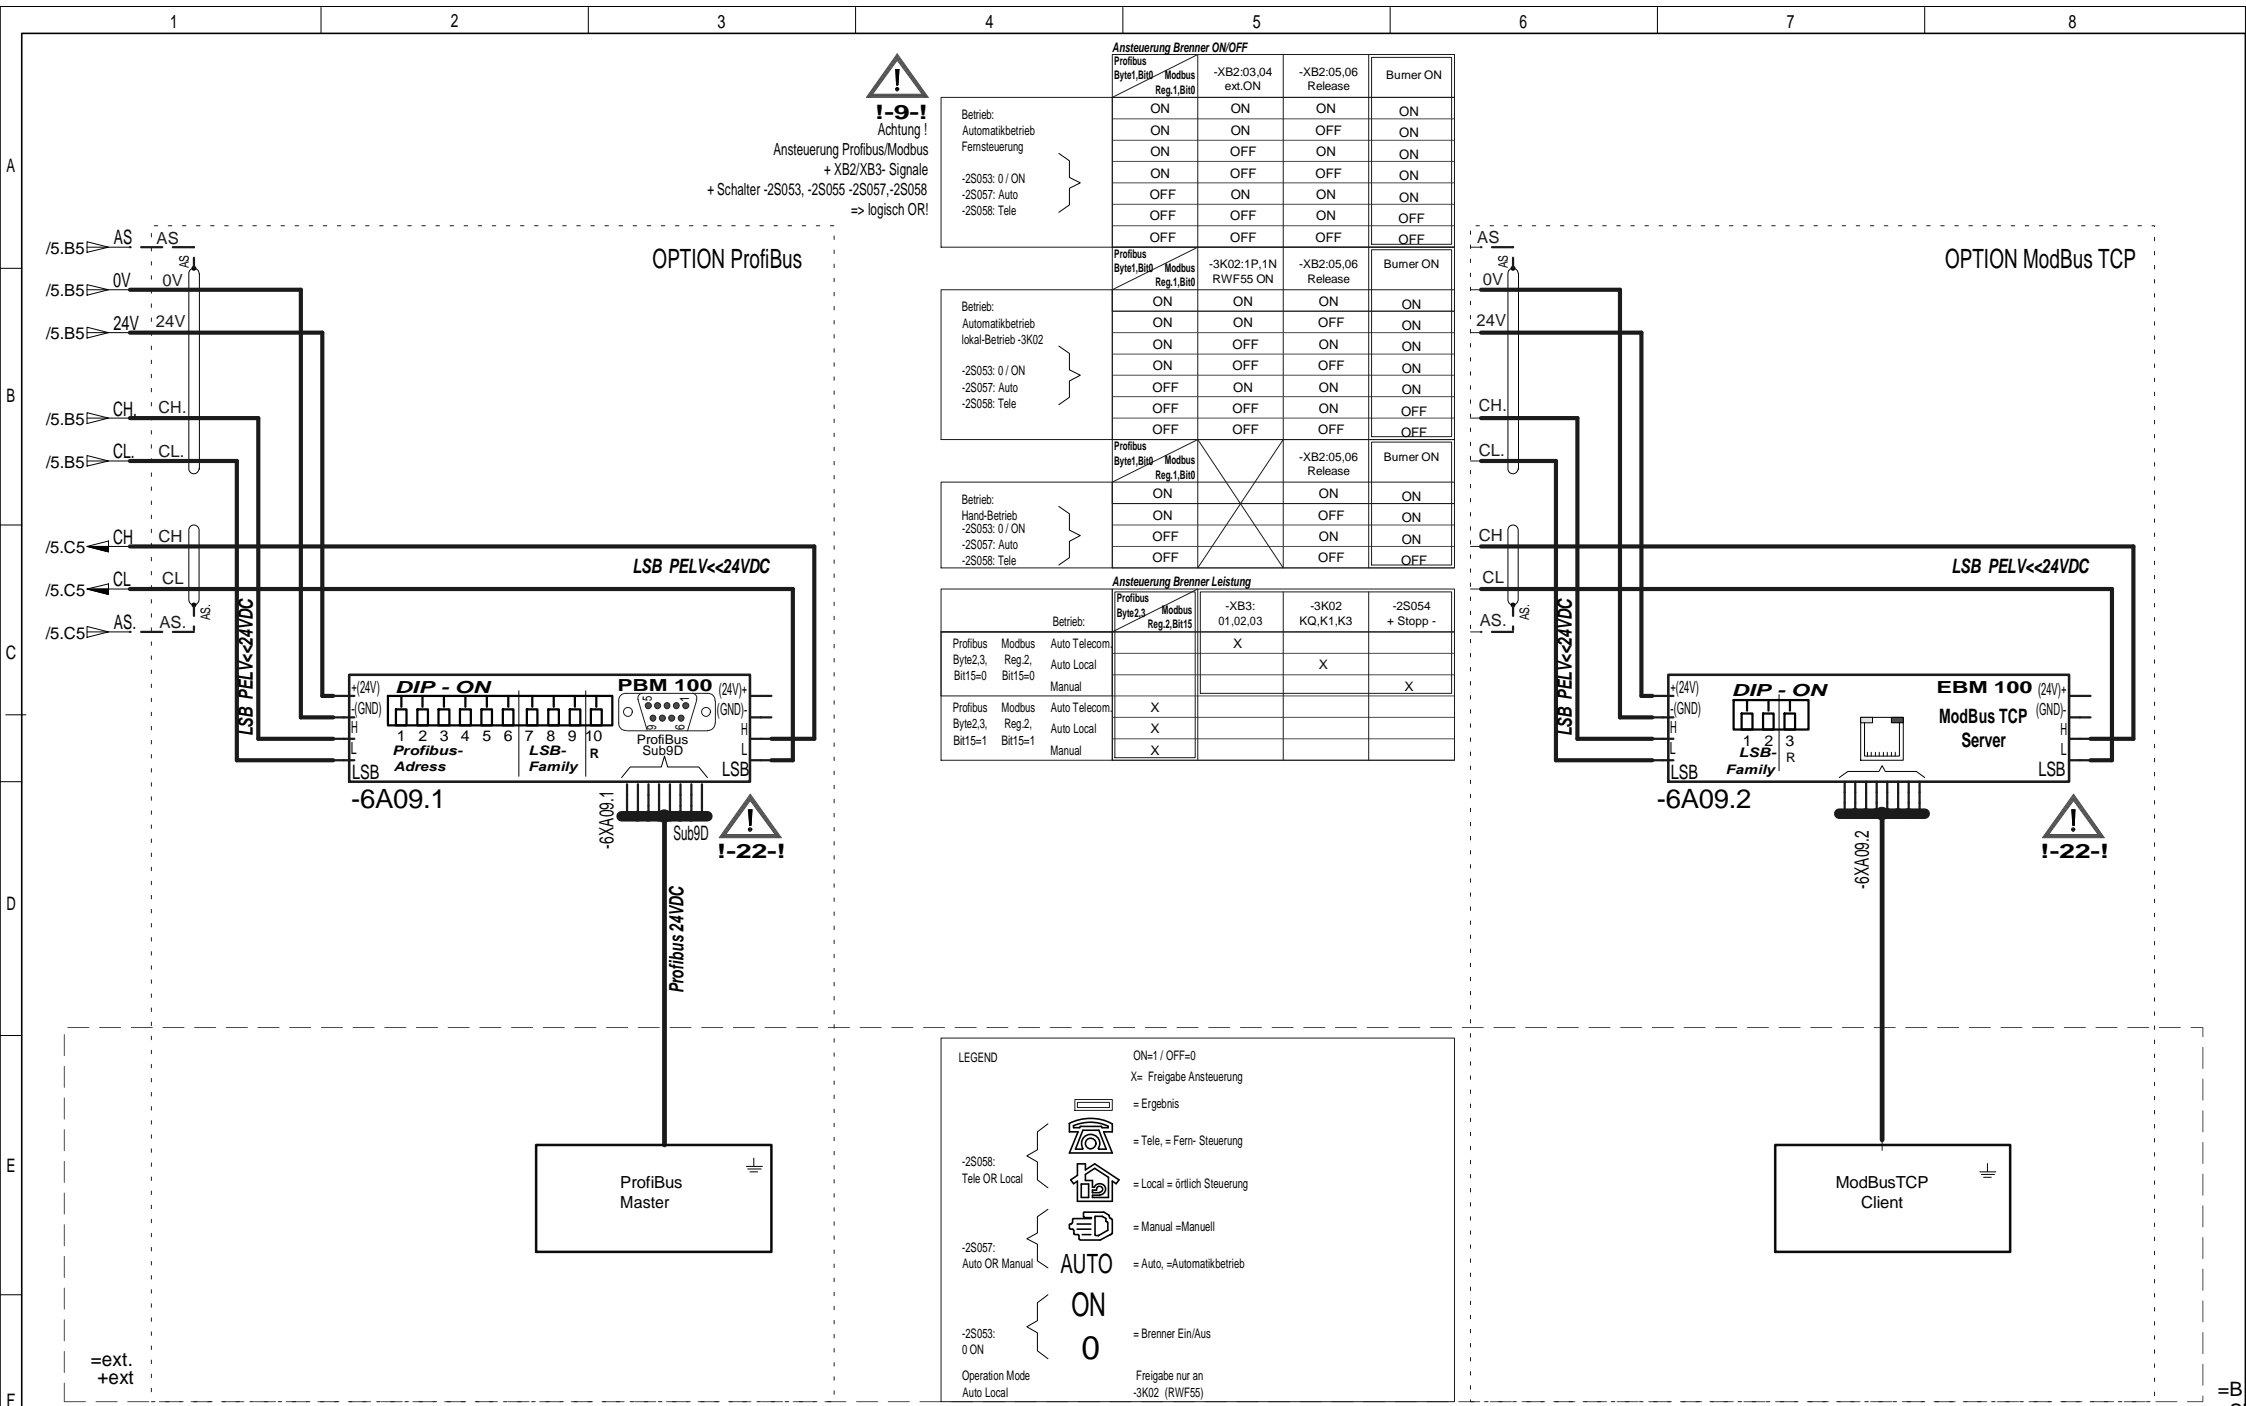 1 2 3 4 5 6 7 8
A
B
C
D
E
F
!-9-!
Achtung !
Ansteuerung Profibus/Modbus
+ XB2/XB3- Signale
+ Schalter -2S053, -2S055 -2S057,-2S058
=> logisch OR!
/5.B5 AS AS
AS
/5.B5 0V 0V
/5.B5 24V 24V
/5.B5 CH. CH.
/5.B5 CL. CL.
/5.C5 CH CH
/5.C5 CL CL
/5.C5 AS. AS.
AS.
OPTION ProfiBus
LSB PELV<<24VDC
LSB PELV<<24VDC
+(24V)
-(GND)
H
L
LSB
DIP - ON
1 2 3 4 5 6 7 8 9 10
Profibus-
Adress
LSB-
Family
R
PBM 100
5 1
9 6
ProfiBus
Sub9D
(24V)+
(GND)-
H
L
LSB
-6A09.1
-6XA09.1
Sub9D
!-22-!
Profibus 24VDC
ProfiBus
Master
=ext.
+ext
Ansteuerung Brenner ON/OFF
Profibus
Byte1,Bit0 Modbus
Reg.1,Bit0
-XB2:03,04
ext.ON
-XB2:05,06
Release
Burner ON
Betrieb:
Automatikbetrieb
Fernsteuerung
-2S053: 0 / ON
-2S057: Auto
-2S058: Tele
ON ON ON ON
ON ON OFF ON
ON OFF ON ON
ON OFF OFF ON
OFF ON ON ON
OFF OFF ON OFF
OFF OFF OFF OFF
Profibus
Byte1,Bit0 Modbus
Reg.1,Bit0
-3K02:1P,1N
RWF55 ON
-XB2:05,06
Release
Burner ON
Betrieb:
Automatikbetrieb
lokal-Betrieb -3K02
-2S053: 0 / ON
-2S057: Auto
-2S058: Tele
ON ON ON ON
ON ON OFF ON
ON OFF ON ON
ON OFF OFF ON
OFF ON ON ON
OFF OFF ON OFF
OFF OFF OFF OFF
Profibus
Byte1,Bit0 Modbus
Reg.1,Bit0
-XB2:05,06
Release
Burner ON
Betrieb:
Hand-Betrieb
-2S053: 0 / ON
-2S057: Auto
-2S058: Tele
ON ON ON
ON OFF ON
OFF ON ON
OFF OFF OFF
Ansteuerung Brenner Leistung
Betrieb:
Profibus
Byte2,3 Modbus
Reg.2,Bit15
-XB3:
01,02,03
-3K02
KQ,K1,K3
-2S054
+ Stopp -
Profibus Modbus Auto Telecom. X
Byte2,3, Reg.2, Auto Local X
Bit15=0 Bit15=0
Manual X
Profibus Modbus Auto Telecom. X
Byte2,3, Reg.2, Auto Local X
Bit15=1 Bit15=1
Manual X
LEGEND ON=1 / OFF=0
X= Freigabe Ansteuerung
= Ergebnis
= Tele, = Fern- Steuerung
-2S058:
Tele OR Local
= Local = örtlich Steuerung
= Manual =Manuell
-2S057:
Auto OR Manual
AUTO = Auto, =Automatikbetrieb
ON
-2S053:
0 ON
= Brenner Ein/Aus
0
Operation Mode Freigabe nur an
Auto Local -3K02 (RWF55)
AS
AS
0V
24V
CH.
CL.
CH
CL
AS.
AS.
OPTION ModBus TCP
LSB PELV<<24VDC
LSB PELV<<24VDC
+(24V)
-(GND)
H
L
LSB
DIP - ON
1 2 3
LSB-
Family
R
EBM 100
ModBus TCP
Server
(24V)+
(GND)-
H
L
LSB
-6A09.2
-6XA09.2
!-22-!
ModBusTCP
Client
=B